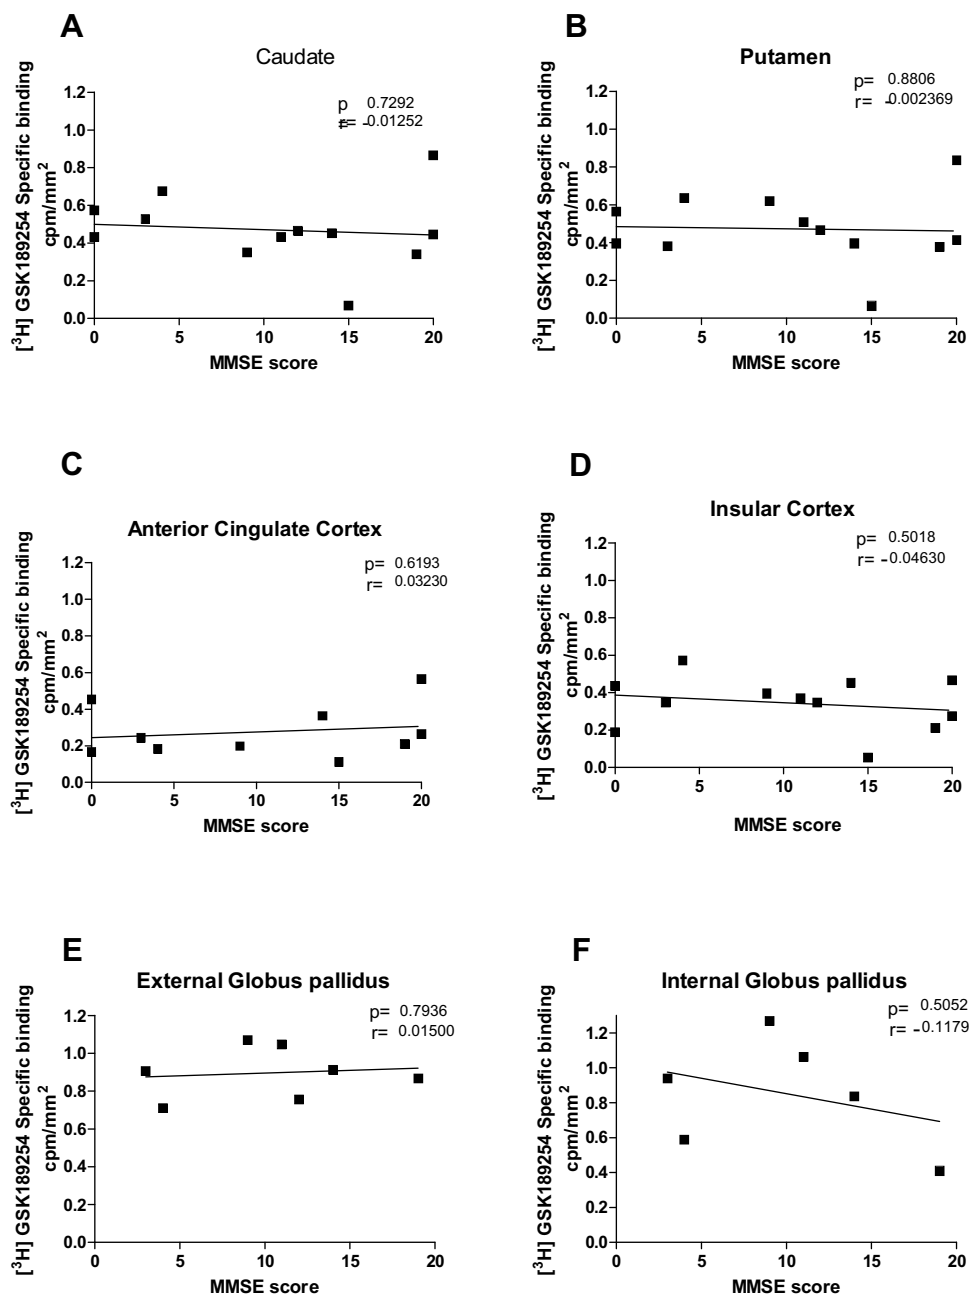 A
Caudate
p 0.7292
r= -0.01252
[³H] GSK189254 Specific binding
cpm/mm²
1.2
1.0
0.8
0.6
0.4
0.2
0.0
0 5 10 15 20
MMSE score
B
Putamen
p= 0.8806
r= -0.002369
[³H] GSK189254 Specific binding
cpm/mm²
1.2
1.0
0.8
0.6
0.4
0.2
0.0
0 5 10 15 20
MMSE score
C
Anterior Cingulate Cortex
p= 0.6193
r= 0.03230
[³H] GSK189254 Specific binding
cpm/mm²
1.2
1.0
0.8
0.6
0.4
0.2
0.0
0 5 10 15 20
MMSE score
D
Insular Cortex
p= 0.5018
r= -0.04630
[³H] GSK189254 Specific binding
cpm/mm²
1.2
1.0
0.8
0.6
0.4
0.2
0.0
0 5 10 15 20
MMSE score
E
External Globus pallidus
p= 0.7936
r= 0.01500
[³H] GSK189254 Specific binding
cpm/mm²
1.2
1.0
0.8
0.6
0.4
0.2
0.0
0 5 10 15 20
MMSE score
F
Internal Globus pallidus
p= 0.5052
r= -0.1179
[³H] GSK189254 Specific binding
cpm/mm²
1.2
1.0
0.8
0.6
0.4
0.2
0.0
0 5 10 15 20
MMSE score